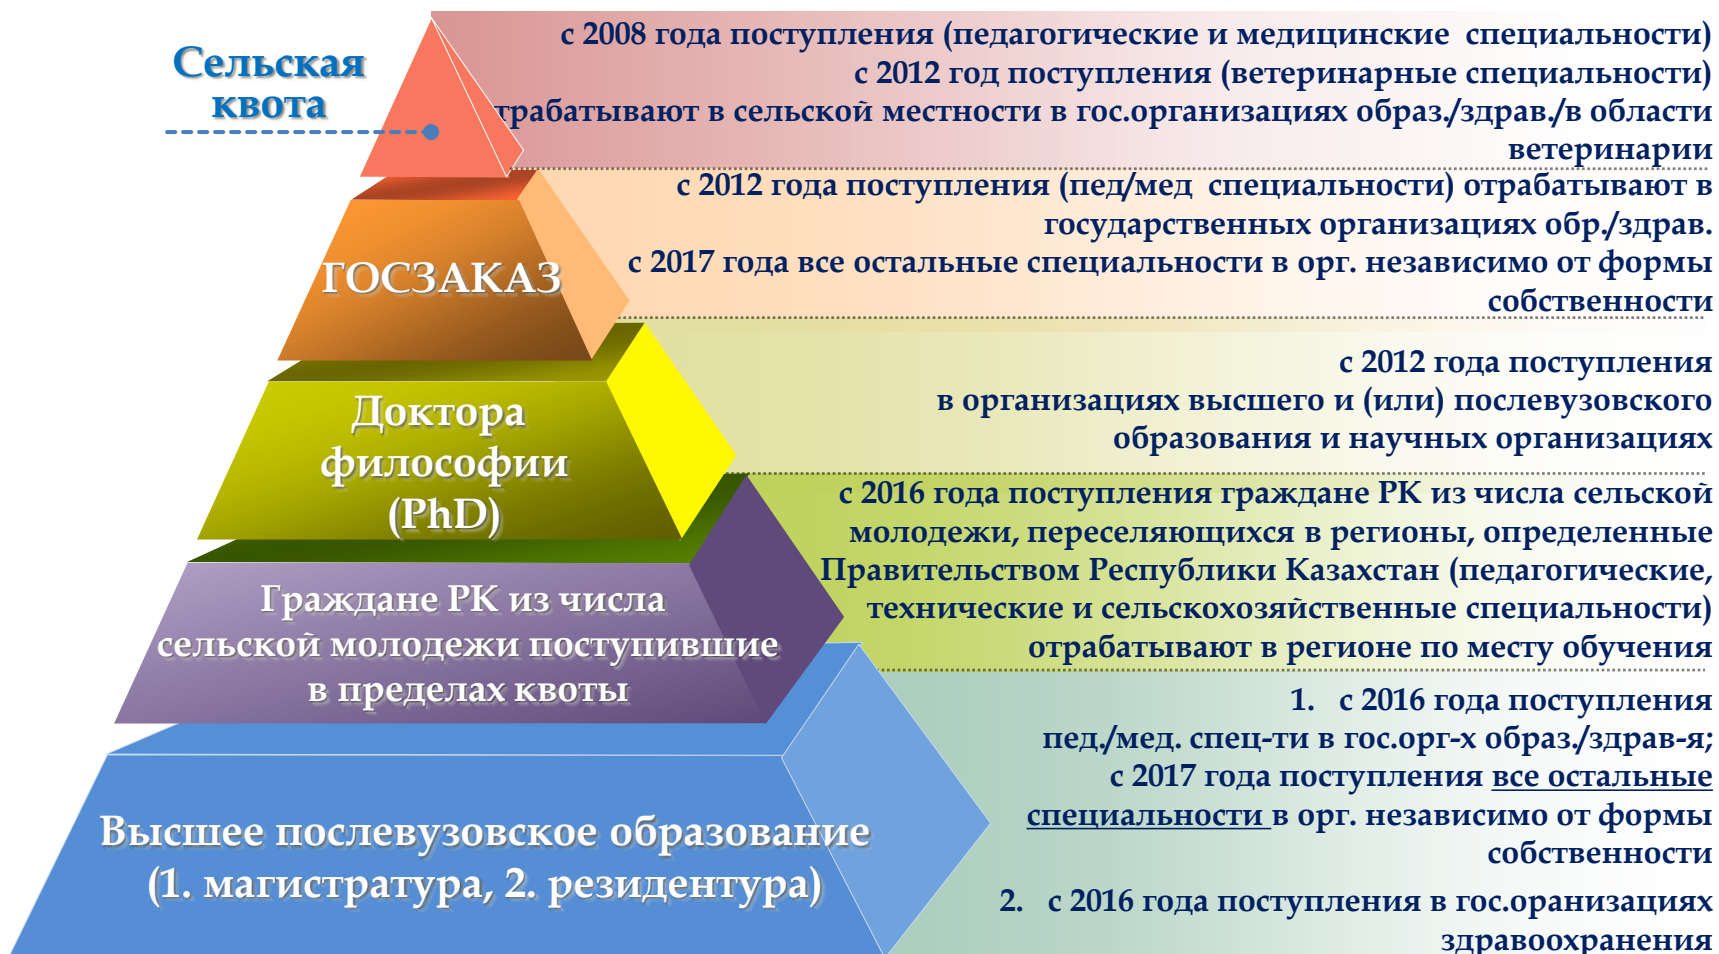 Сельская
квота
с 2008 года поступления (педагогические и медицинские специальности)
с 2012 год поступления (ветеринарные специальности)
трабатывают в сельской местности в гос.организациях образ./здрав./в области
ветеринарии
ГОСЗАКАЗ
с 2012 года поступления (пед/мед специальности) отрабатывают в
государственных организациях обр./здрав.
с 2017 года все остальные специальности в орг. независимо от формы
собственности
Доктора
философии
(PhD)
с 2012 года поступления
в организациях высшего и (или) послевузовского
образования и научных организациях
Граждане РК из числа
сельской молодежи поступившие
в пределах квоты
с 2016 года поступления граждане РК из числа сельской
молодежи, переселяющихся в регионы, определенные
Правительством Республики Казахстан (педагогические,
технические и сельскохозяйственные специальности)
отрабатывают в регионе по месту обучения
Высшее послевузовское образование
(1. магистратура, 2. резидентура)
1. с 2016 года поступления
пед./мед. спец-ти в гос.орг-х образ./здрав-я;
с 2017 года поступления все остальные
специальности в орг. независимо от формы
собственности
2. с 2016 года поступления в гос.оранизациях
здравоохранения